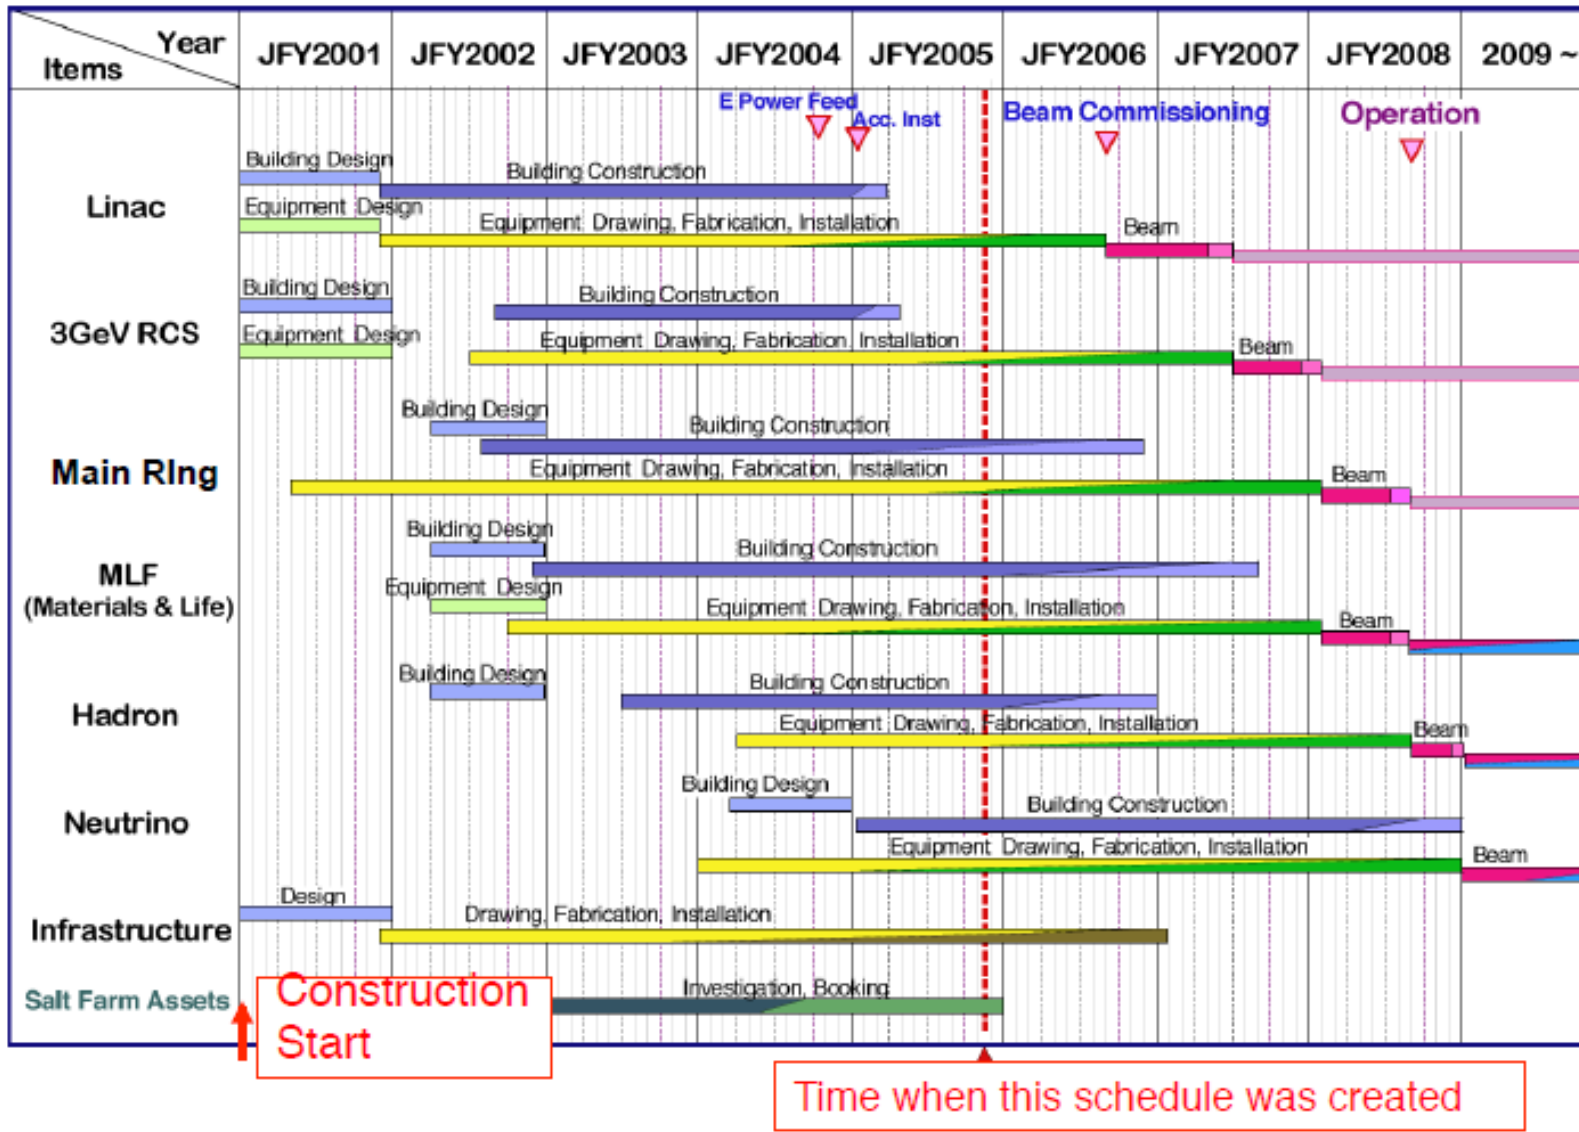 Year
Items
JFY2001 JFY2002 JFY2003 JFY2004 JFY2005 JFY2006 JFY2007 JFY2008 2009 ~
E Power Feed
Acc. Inst
Beam Commissioning
Operation
Linac
Building Design
Building Construction
Equipment Design
Equipment Drawing, Fabrication, Installation
Beam
3GeV RCS
Building Design
Building Construction
Equipment Design
Equipment Drawing, Fabrication, Installation
Beam
Main RIng
Building Design
Building Construction
Equipment Drawing, Fabrication, Installation
Beam
MLF
(Materials & Life)
Building Design
Building Construction
Equipment Design
Equipment Drawing, Fabrication, Installation
Beam
Hadron
Building Design
Building Construction
Equipment Drawing, Fabrication, Installation
Beam
Neutrino
Building Design
Building Construction
Equipment Drawing, Fabrication, Installation
Beam
Infrastructure
Design
Drawing, Fabrication, Installation
Salt Farm Assets
Investigation, Booking
Construction
Start
Time when this schedule was created